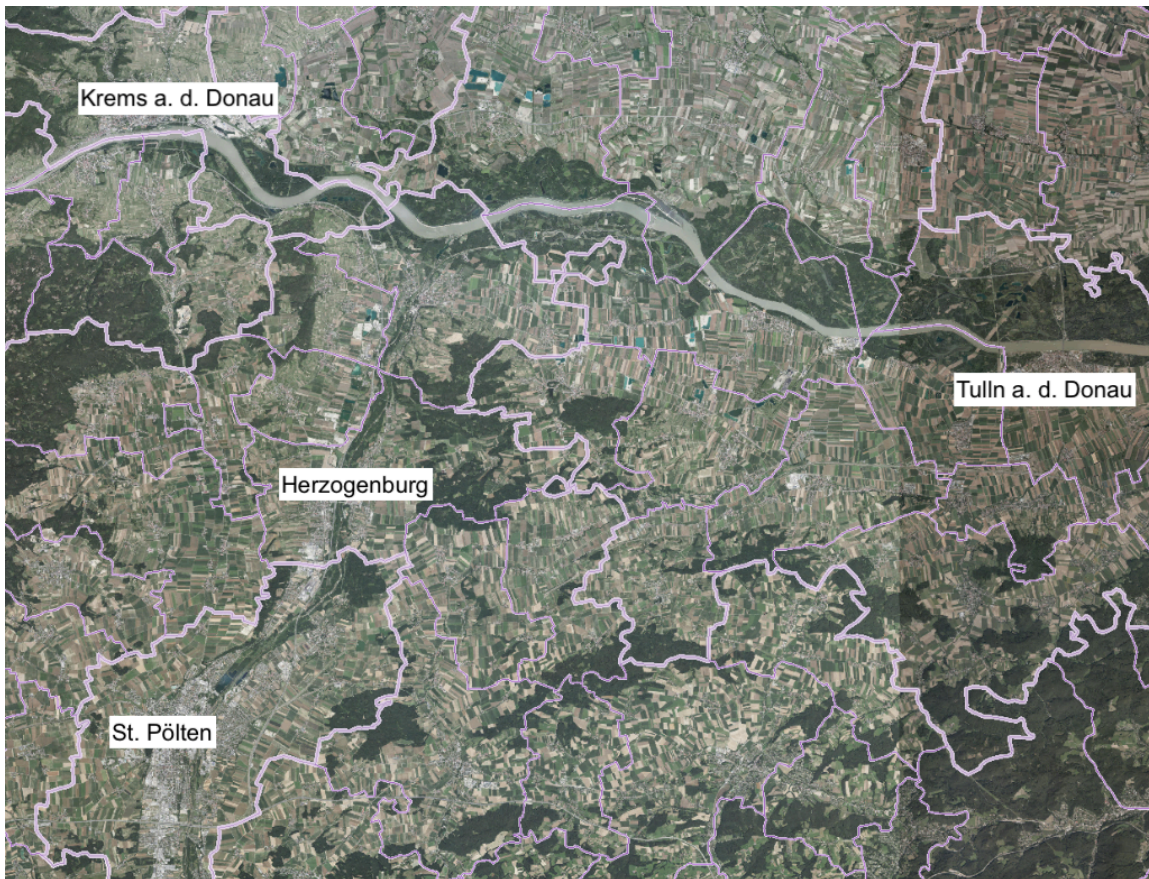 Krems a. d. Donau
Tulln a. d. Donau
Herzogenburg
St. Pölten